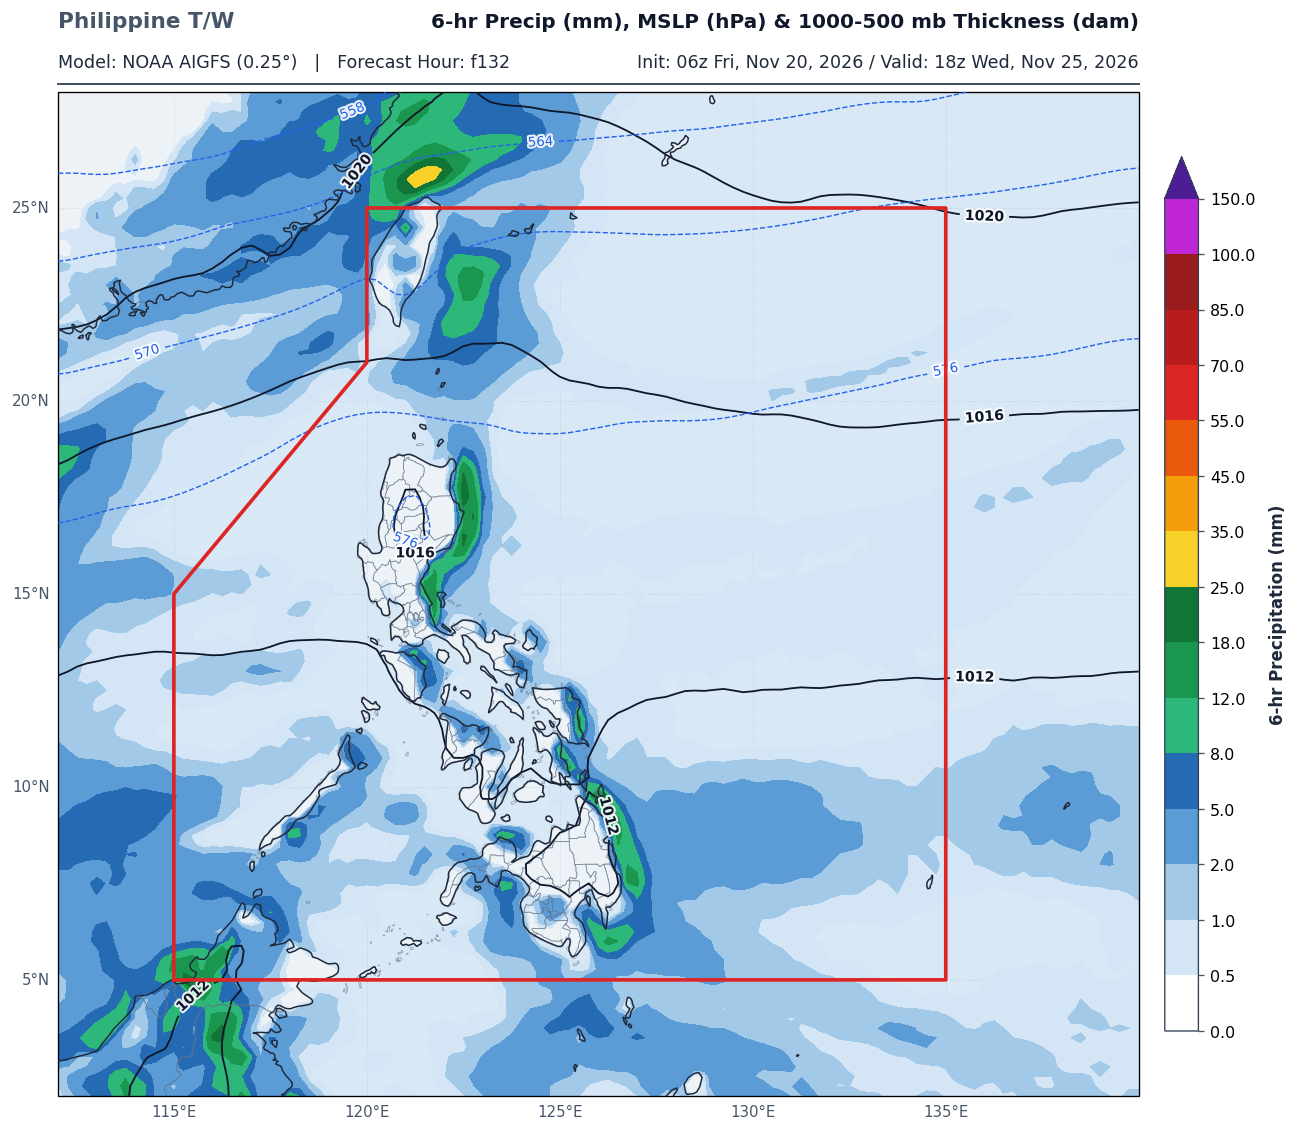 Philippine T/W
6-hr Precip (mm), MSLP (hPa) & 1000-500 mb Thickness (dam)
Model: NOAA AIGFS (0.25°) | Forecast Hour: f132
Init: 06z Fri, Nov 20, 2026 / Valid: 18z Wed, Nov 25, 2026
558
564
1020
1020
25°N
570
576
20°N
1016
576
1016
15°N
1012
10°N
1012
5°N
1012
115°E
120°E
125°E
130°E
135°E
150.0
100.0
85.0
70.0
55.0
45.0
35.0
25.0
18.0
12.0
8.0
5.0
2.0
1.0
0.5
0.0
6-hr Precipitation (mm)